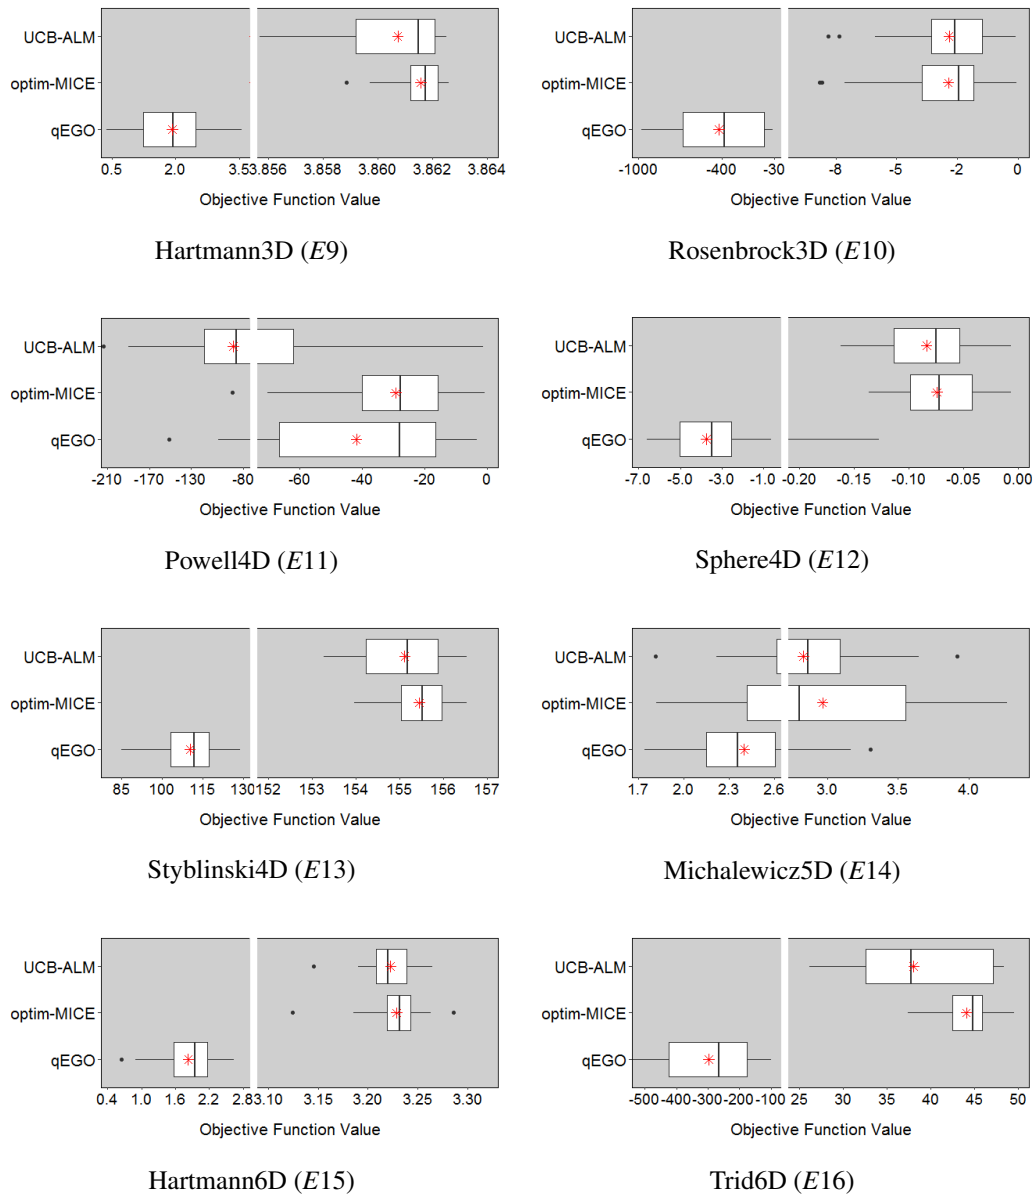 UCB-ALM
optim-MICE
qEGO
0.5 2.0 3.53.856 3.858 3.860 3.862 3.864
Objective Function Value
Hartmann3D (E9)
UCB-ALM
optim-MICE
qEGO
-1000 -400 -30 -8 -5 -2 0
Objective Function Value
Rosenbrock3D (E10)
UCB-ALM
optim-MICE
qEGO
-210 -170 -130 -80 -60 -40 -20 0
Objective Function Value
Powell4D (E11)
UCB-ALM
optim-MICE
qEGO
-7.0 -5.0 -3.0 -1.0 -0.20 -0.10 -0.05 0.00
Objective Function Value
Sphere4D (E12)
UCB-ALM
optim-MICE
qEGO
85 100 115 130 152 153 154 155 156 157
Objective Function Value
Styblinski4D (E13)
UCB-ALM
optim-MICE
qEGO
1.7 2.0 2.3 2.6 3.0 3.5 4.0
Objective Function Value
Michalewicz5D (E14)
UCB-ALM
optim-MICE
qEGO
0.4 1.0 1.6 2.2 2.8 3.10 3.15 3.20 3.25 3.30
Objective Function Value
Hartmann6D (E15)
UCB-ALM
optim-MICE
qEGO
-500 -400 -300 -200 -100 25 30 35 40 45 50
Objective Function Value
Trid6D (E16)